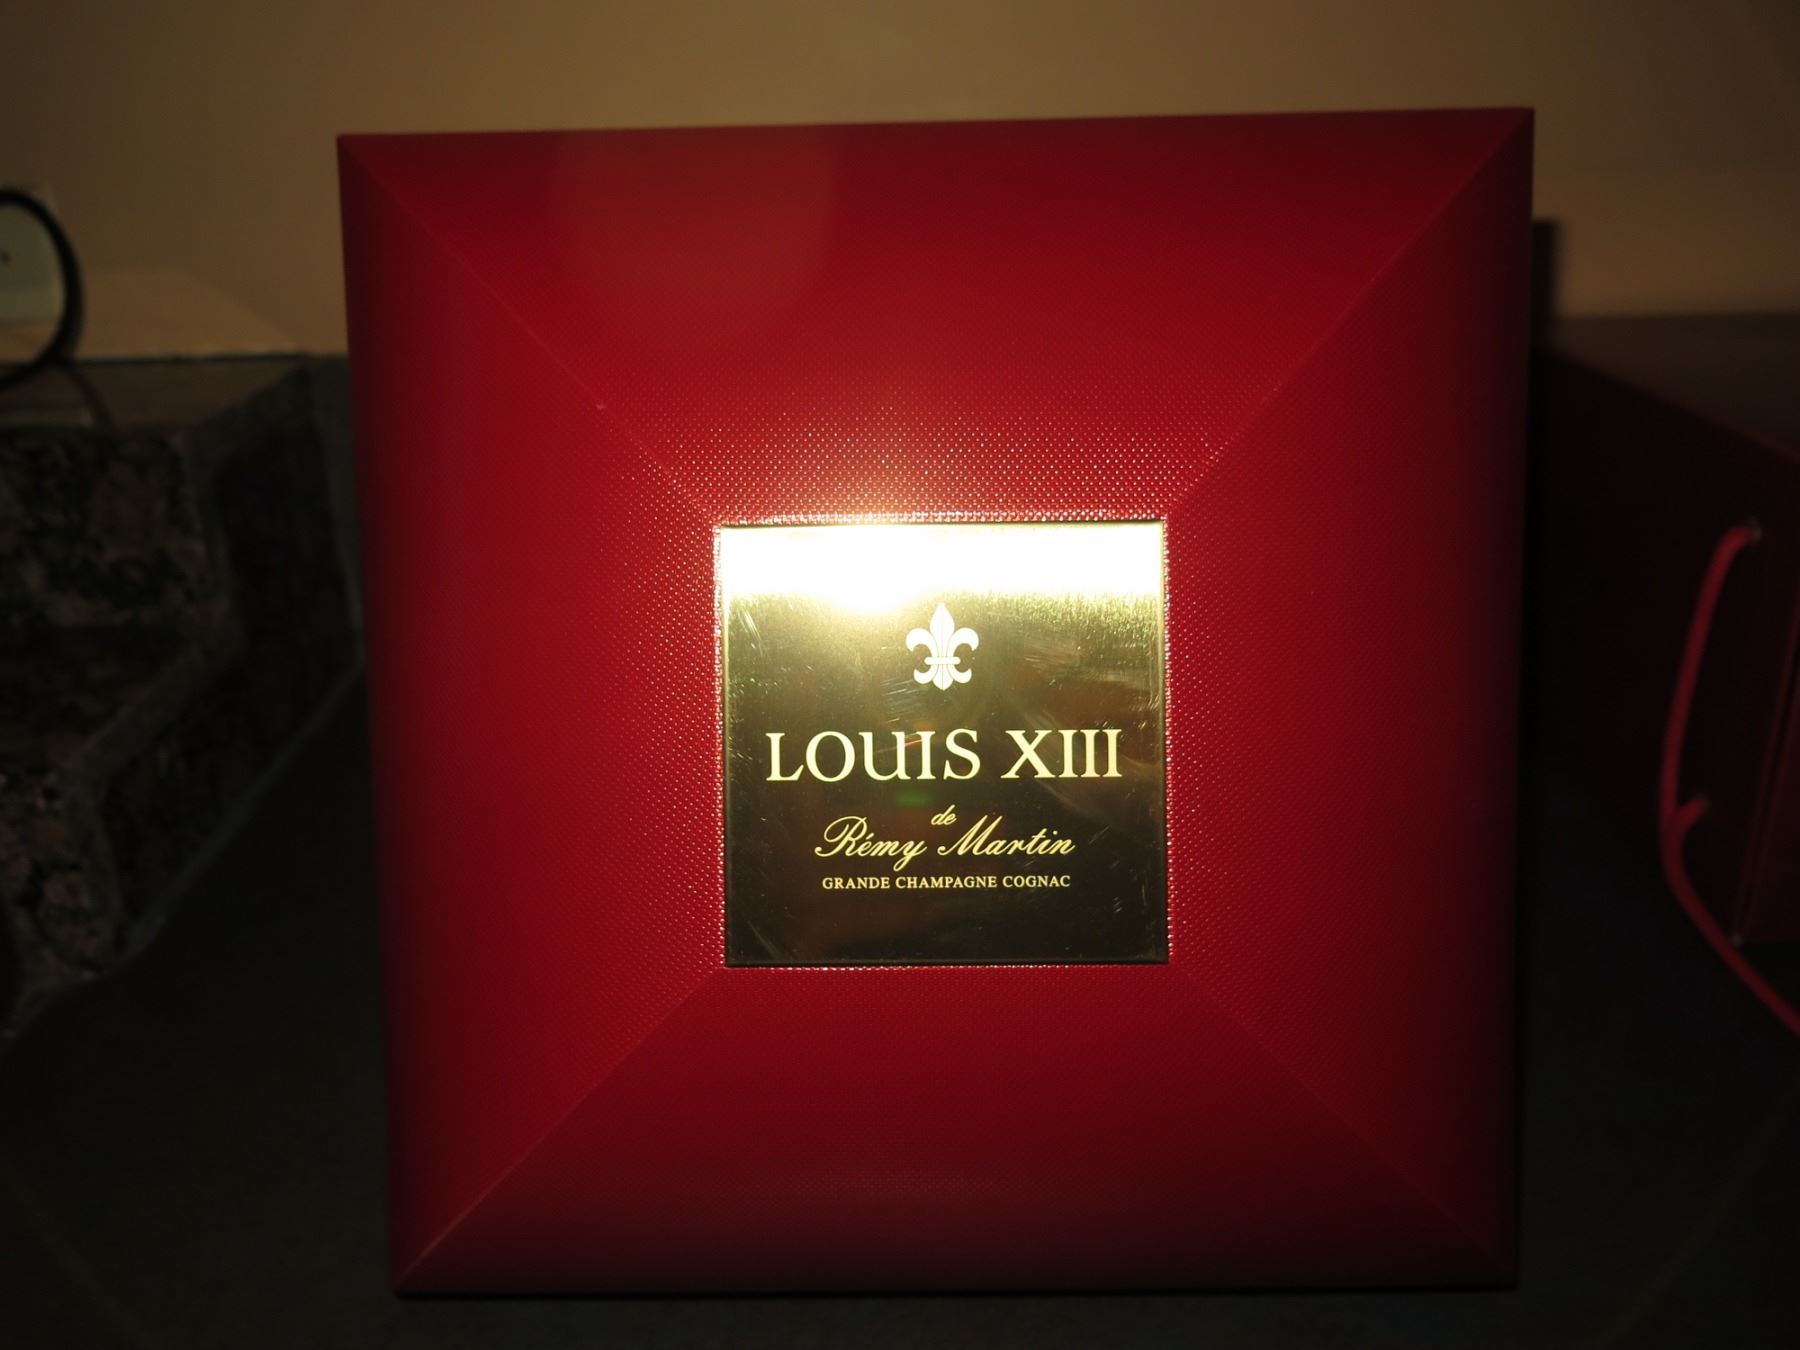 LOUIS XIII
de
Rémy Martin
GRANDE CHAMPAGNE COGNAC